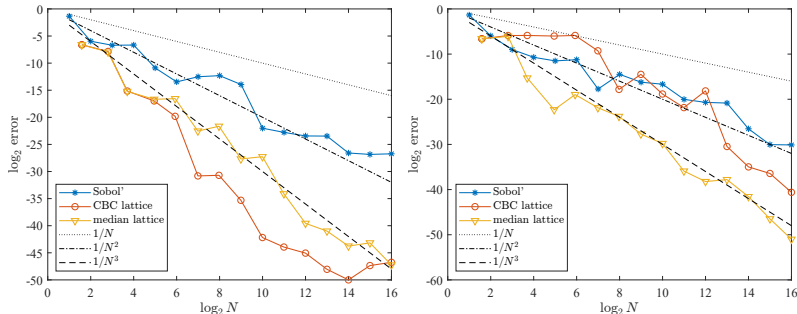 0
-5
-10
-15
-20
-25
-30
-35
-40
-45
-50
0 2 4 6 8 10 12 14 16
log₂ N
log₂ error
Sobol'
CBC lattice
median lattice
1/N
1/N²
1/N³
0
-10
-20
-30
-40
-50
-60
0 2 4 6 8 10 12 14 16
log₂ N
log₂ error
Sobol'
CBC lattice
median lattice
1/N
1/N²
1/N³